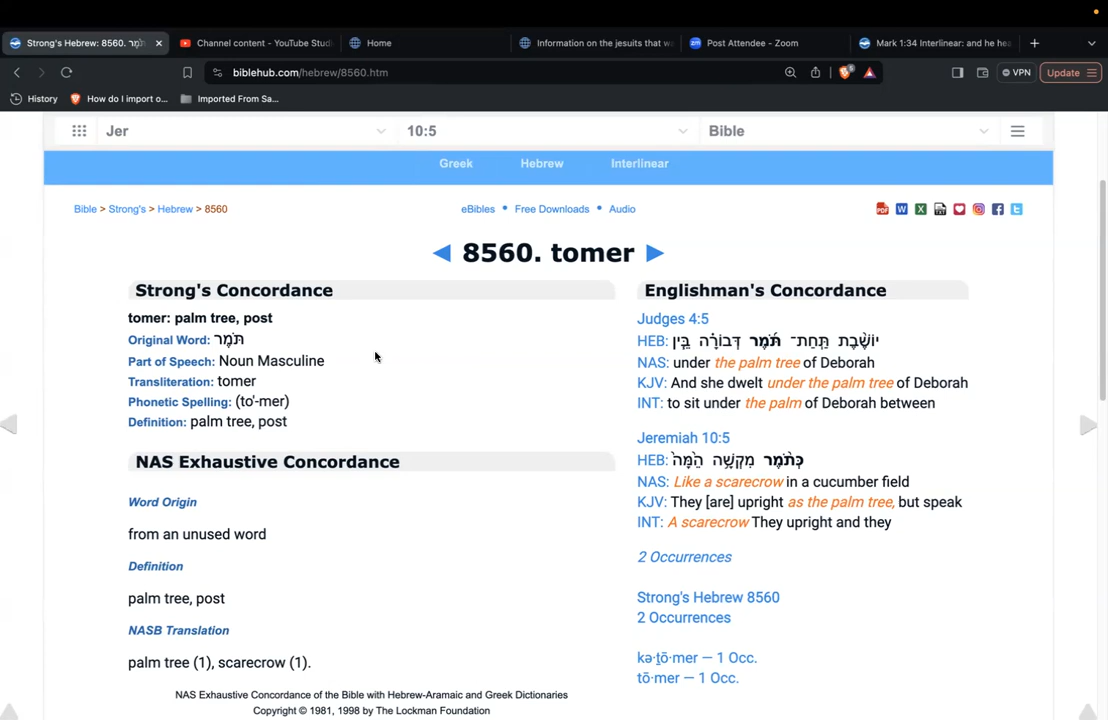 Strong's Hebrew: 8560. תֹּ֫מֶר
Channel content - YouTube Stud
Home
Information on the jesuits that w
Post Attendee - Zoom
Mark 1:34 Interlinear: and he hea
biblehub.com/hebrew/8560.htm
VPN
Update
History
How do I import o...
Imported From Sa...
Jer
10:5
Bible
Greek
Hebrew
Interlinear
Bible > Strong's > Hebrew > 8560
eBibles • Free Downloads • Audio
◄ 8560. tomer ►
Strong's Concordance
tomer: palm tree, post
Original Word: תֹּמֶר
Part of Speech: Noun Masculine
Transliteration: tomer
Phonetic Spelling: (to'-mer)
Definition: palm tree, post
NAS Exhaustive Concordance
Word Origin
from an unused word
Definition
palm tree, post
NASB Translation
palm tree (1), scarecrow (1).
NAS Exhaustive Concordance of the Bible with Hebrew-Aramaic and Greek Dictionaries
Copyright © 1981, 1998 by The Lockman Foundation
Englishman's Concordance
Judges 4:5
HEB: יוֹשֶׁ֨בֶת תַּֽחַת־ תֹּ֜מֶר דְּבוֹרָ֗ה בֵּ֧ין
NAS: under the palm tree of Deborah
KJV: And she dwelt under the palm tree of Deborah
INT: to sit under the palm of Deborah between
Jeremiah 10:5
HEB: כְּתֹ֨מֶר מִקְשָׁ֥ה הֵ֙מָּה֙
NAS: Like a scarecrow in a cucumber field
KJV: They [are] upright as the palm tree, but speak
INT: A scarecrow They upright and they
2 Occurrences
Strong's Hebrew 8560
2 Occurrences
kə·ṯō·mer — 1 Occ.
tō·mer — 1 Occ.